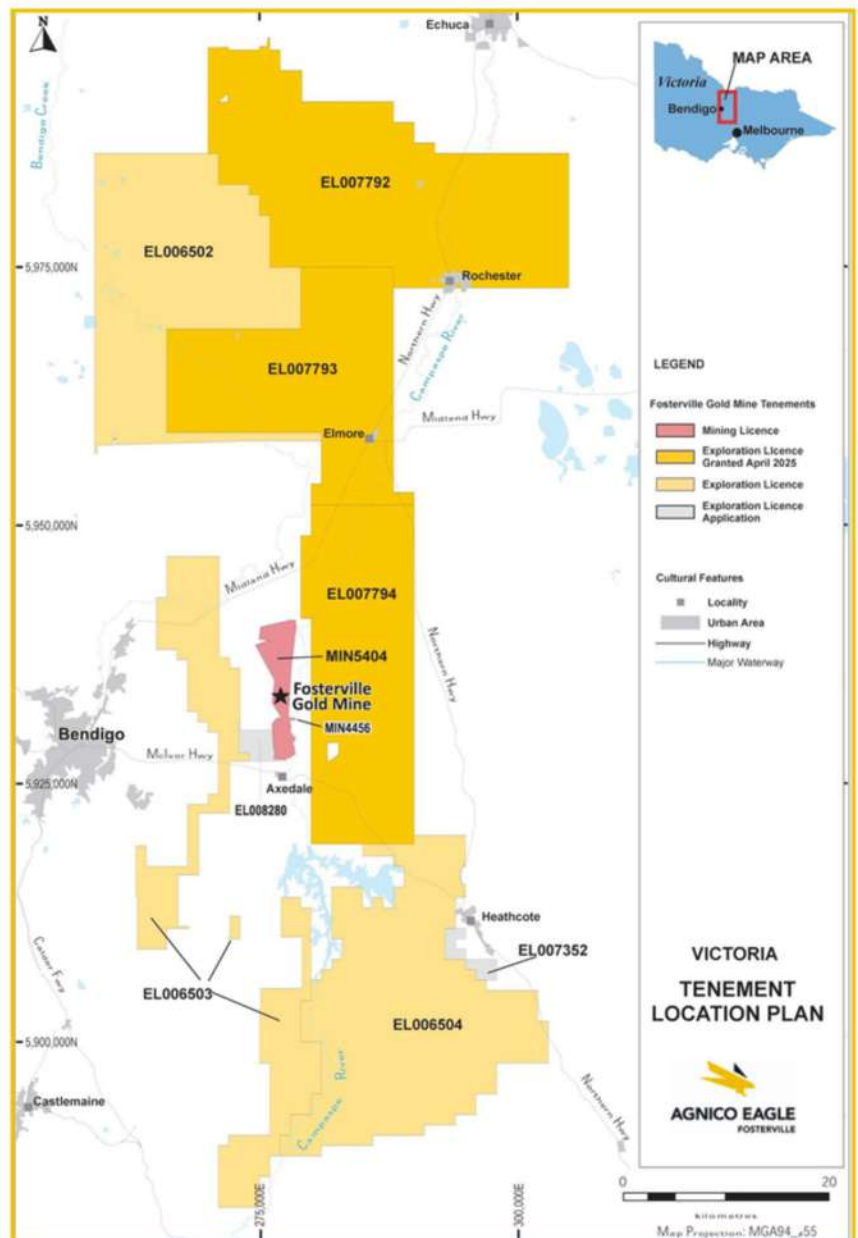 N
Echuca
Bendigo Creek
EL007792
EL006502
5,975,000N
Rochester
Northern Hwy
Campaspe River
EL007793
Midland Hwy
Elmore
5,950,000N
Midland Hwy
EL007794
Northern Hwy
MIN5404
Fosterville
Gold Mine
MIN4456
Bendigo
McIvor Hwy
5,925,000N
Axedale
EL008280
Heathcote
EL007352
Calder Fwy
EL006503
EL006504
5,900,000N
Campaspe River
Castlemaine
Northern Hwy
275,000E
300,000E
MAP AREA
Victoria
Bendigo
Melbourne
LEGEND
Fosterville Gold Mine Tenements
Mining Licence
Exploration Licence
Granted April 2025
Exploration Licence
Exploration Licence
Application
Cultural Features
Locality
Urban Area
Highway
Major Waterway
VICTORIA
TENEMENT
LOCATION PLAN
AGNICO EAGLE
FOSTERVILLE
0 20
Kilometres
Map Projection: MGA94_z55